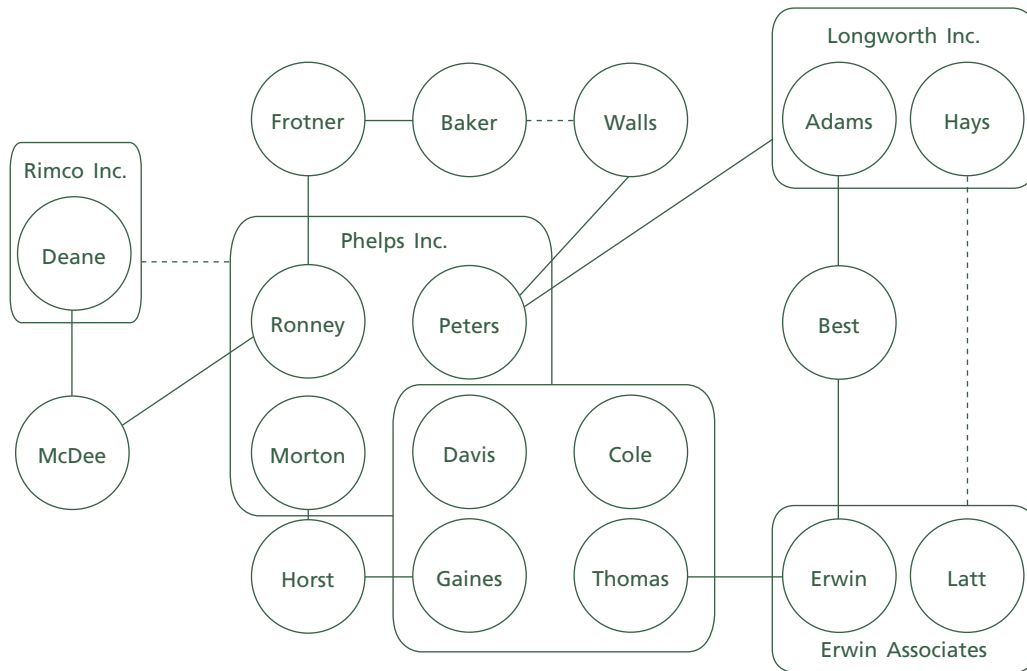 Longworth Inc.
Frotner
Baker
Walls
Adams
Hays
Rimco Inc.
Deane
Phelps Inc.
Ronney
Peters
Best
McDee
Morton
Davis
Cole
Horst
Gaines
Thomas
Erwin
Latt
Erwin Associates